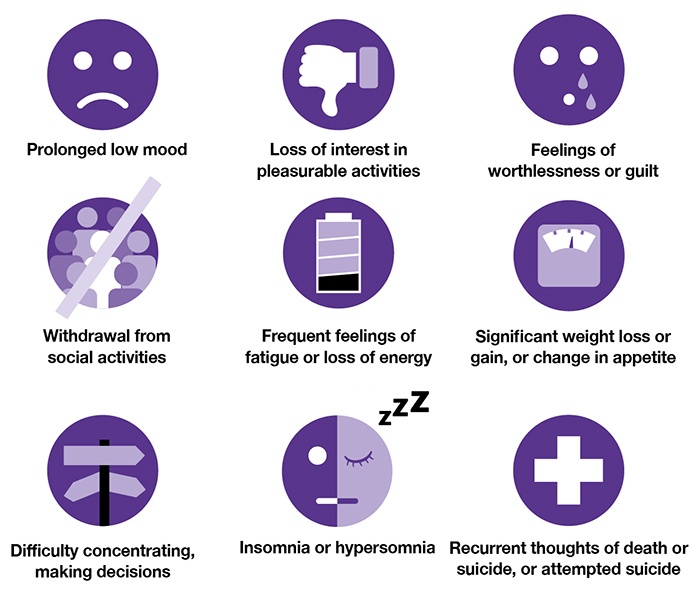 Prolonged low mood
Loss of interest in
pleasurable activities
Feelings of
worthlessness or guilt
Withdrawal from
social activities
Frequent feelings of
fatigue or loss of energy
Significant weight loss or
gain, or change in appetite
Difficulty concentrating,
making decisions
zzZ
Insomnia or hypersomnia
Recurrent thoughts of death or
suicide, or attempted suicide